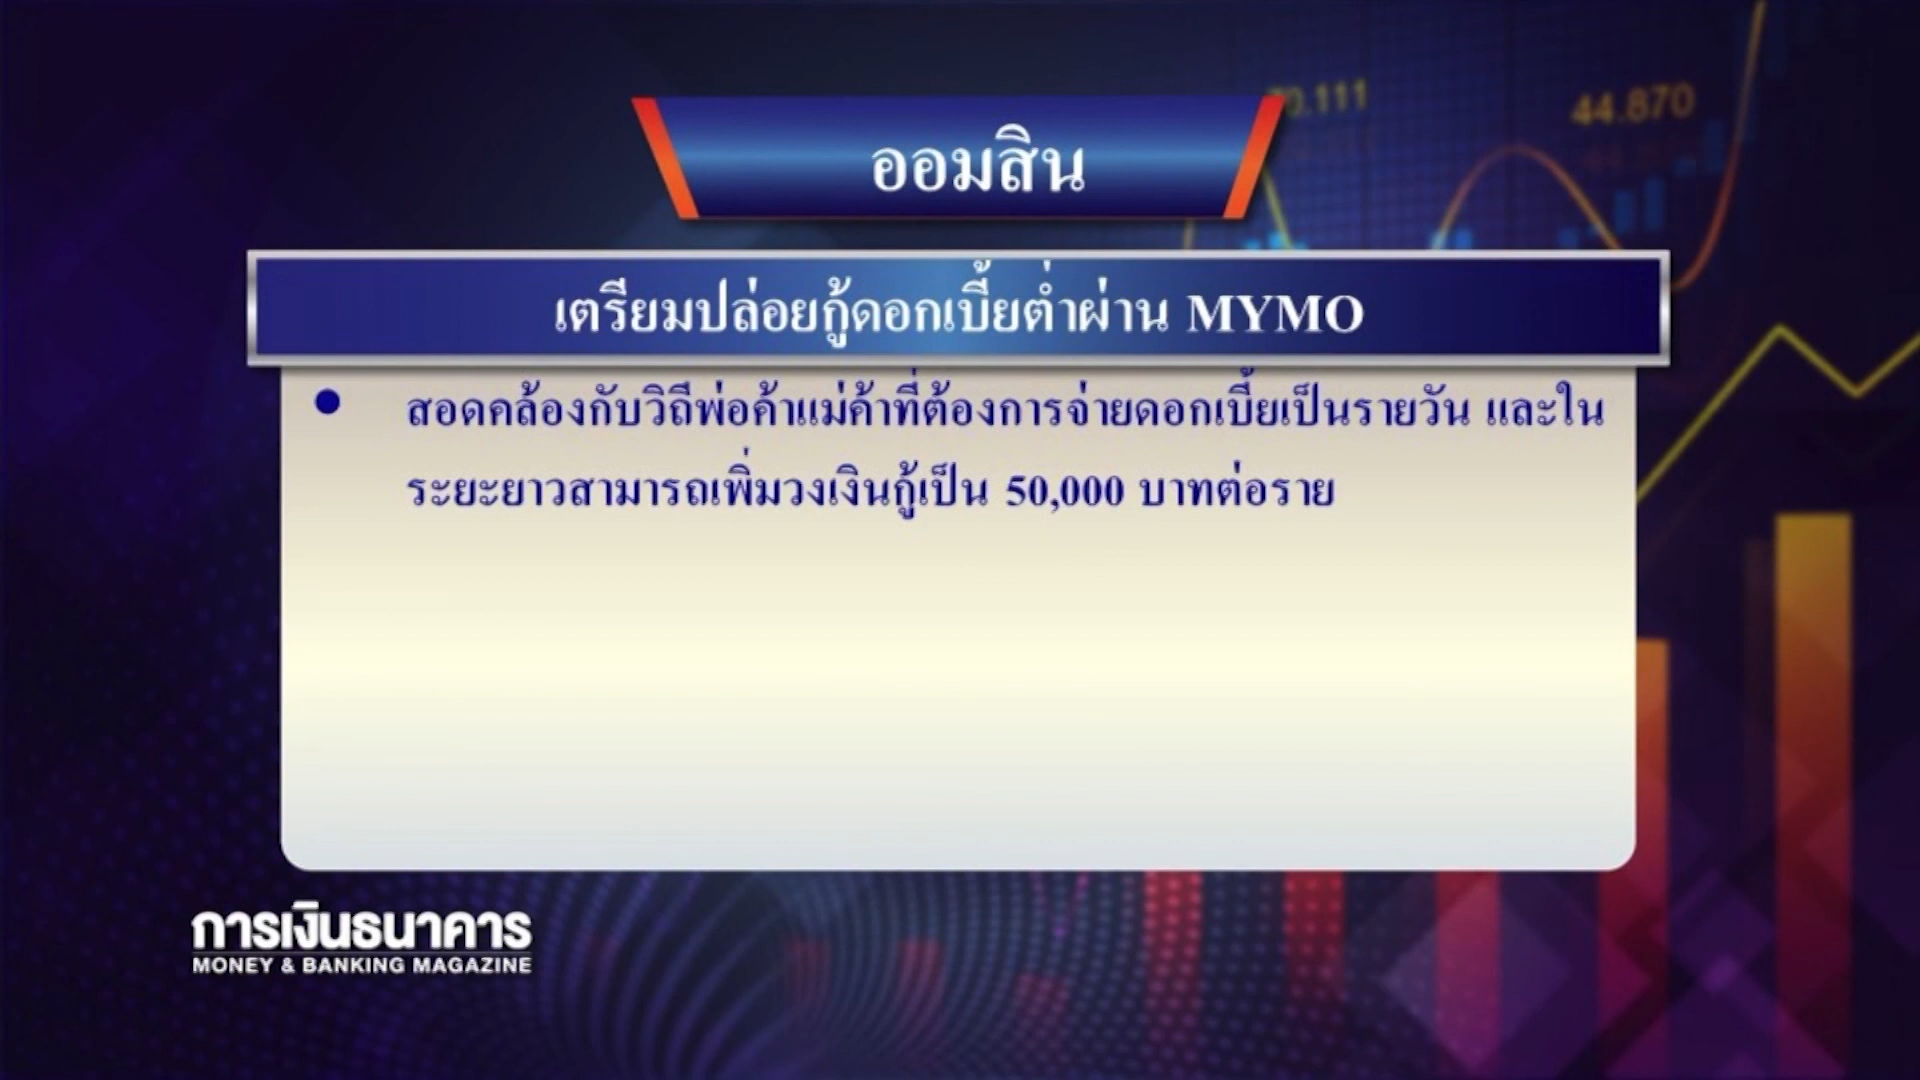 44.870
ออมสิน
เตรียมปล่อยกู้ดอกเบี้ยต่ำผ่าน MYMO
● สอดคล้องกับวิถีพ่อค้าแม่ค้าที่ต้องการจ่ายดอกเบี้ยเป็นรายวัน และใน
ระยะยาวสามารถเพิ่มวงเงินกู้เป็น 50,000 บาทต่อราย
การเงินธนาคาร
MONEY & BANKING MAGAZINE